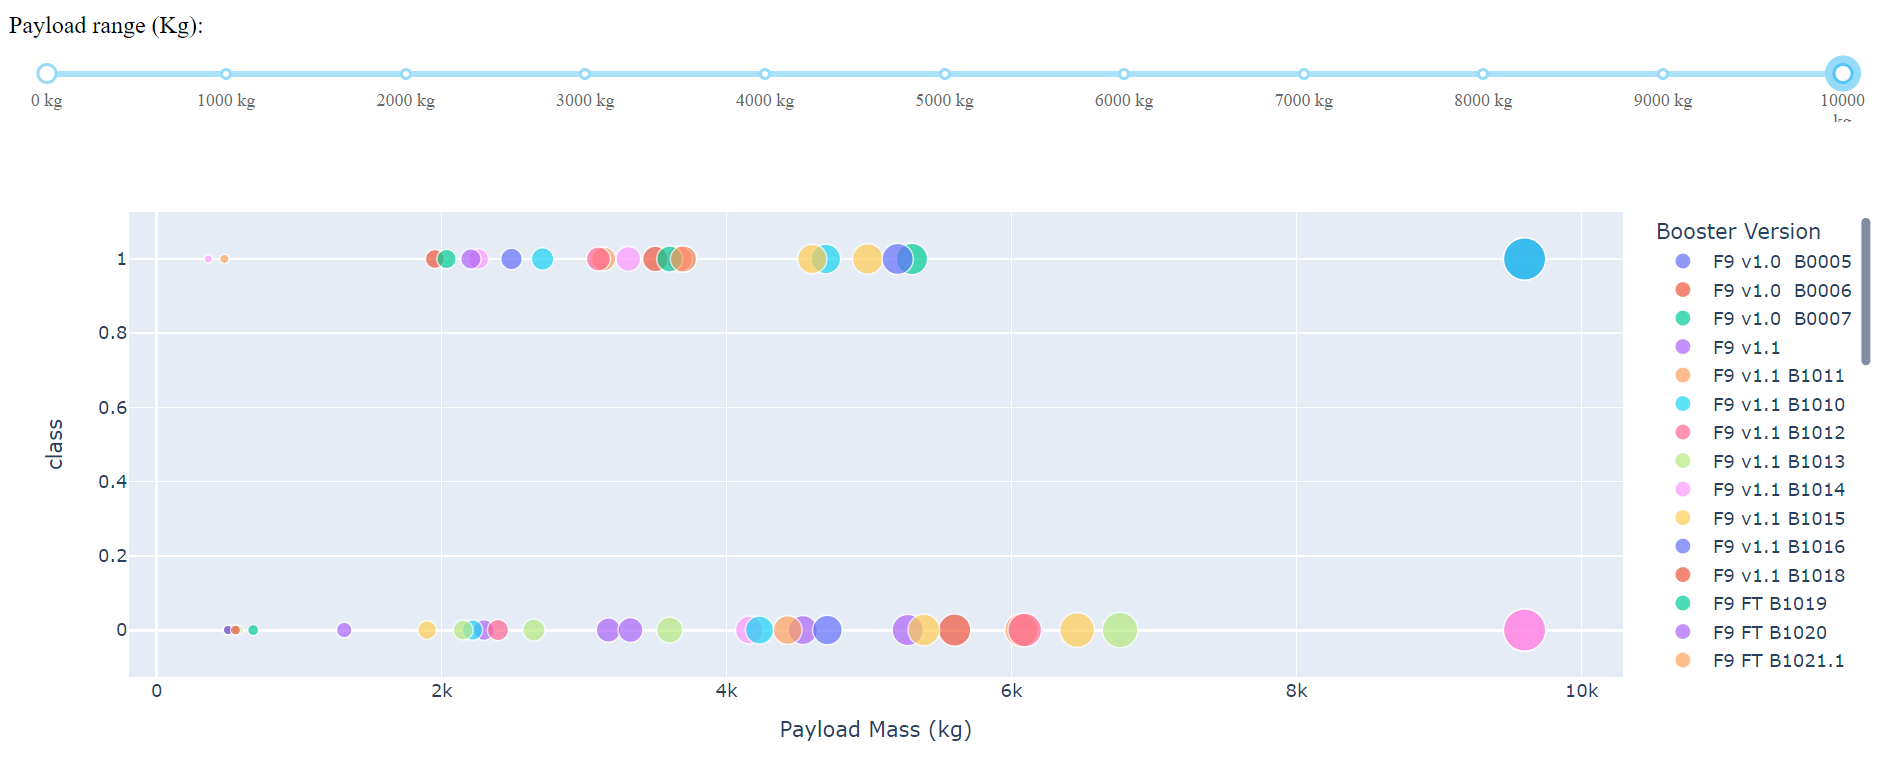 Payload range (Kg):
0 kg 1000 kg 2000 kg 3000 kg 4000 kg 5000 kg 6000 kg 7000 kg 8000 kg 9000 kg 10000
kg
Booster Version
F9 v1.0  B0005
F9 v1.0  B0006
F9 v1.0  B0007
F9 v1.1
F9 v1.1 B1011
F9 v1.1 B1010
F9 v1.1 B1012
F9 v1.1 B1013
F9 v1.1 B1014
F9 v1.1 B1015
F9 v1.1 B1016
F9 v1.1 B1018
F9 FT B1019
F9 FT B1020
F9 FT B1021.1
1
0.8
0.6
0.4
0.2
0
class
0 2k 4k 6k 8k 10k
Payload Mass (kg)